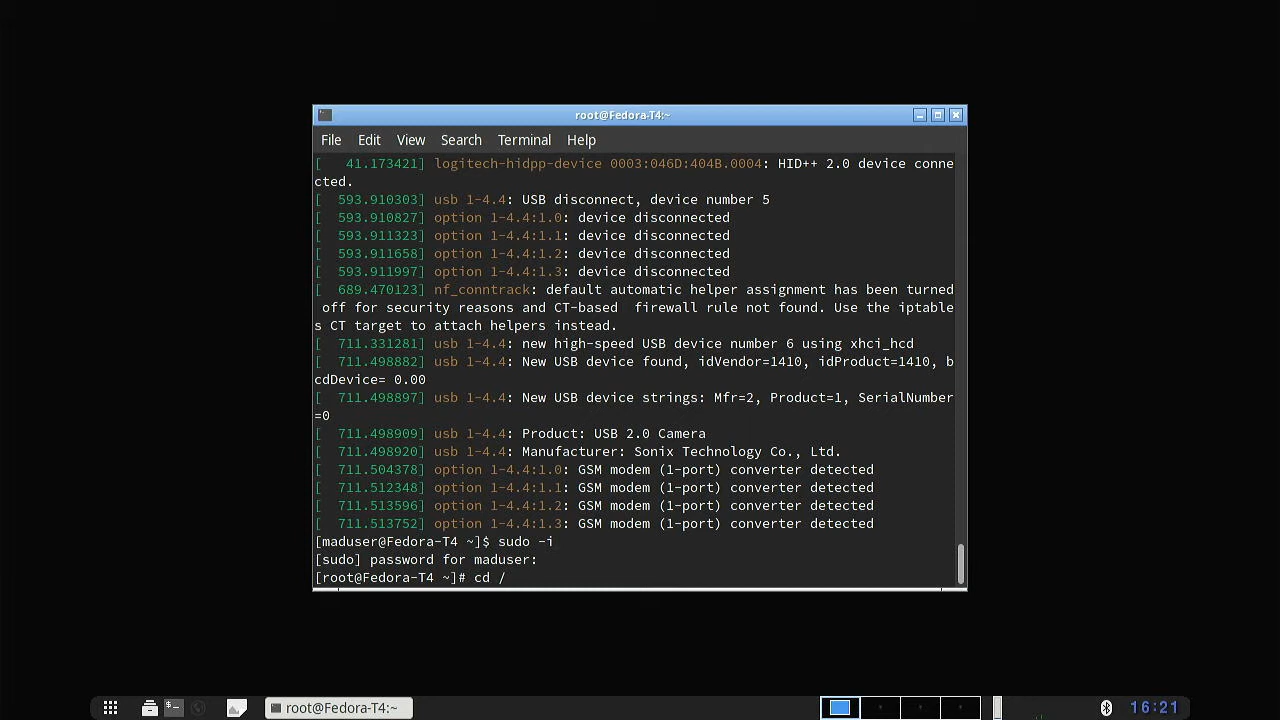 root@Fedora-T4:~
File Edit View Search Terminal Help
[   41.173421] logitech-hidpp-device 0003:046D:404B.0004: HID++ 2.0 device conne
cted.
[  593.910303] usb 1-4.4: USB disconnect, device number 5
[  593.910827] option 1-4.4:1.0: device disconnected
[  593.911323] option 1-4.4:1.1: device disconnected
[  593.911658] option 1-4.4:1.2: device disconnected
[  593.911997] option 1-4.4:1.3: device disconnected
[  689.470123] nf_conntrack: default automatic helper assignment has been turned
 off for security reasons and CT-based  firewall rule not found. Use the iptable
s CT target to attach helpers instead.
[  711.331281] usb 1-4.4: new high-speed USB device number 6 using xhci_hcd
[  711.498882] usb 1-4.4: New USB device found, idVendor=1410, idProduct=1410, b
cdDevice= 0.00
[  711.498897] usb 1-4.4: New USB device strings: Mfr=2, Product=1, SerialNumber
=0
[  711.498909] usb 1-4.4: Product: USB 2.0 Camera
[  711.498920] usb 1-4.4: Manufacturer: Sonix Technology Co., Ltd.
[  711.504378] option 1-4.4:1.0: GSM modem (1-port) converter detected
[  711.512348] option 1-4.4:1.1: GSM modem (1-port) converter detected
[  711.513596] option 1-4.4:1.2: GSM modem (1-port) converter detected
[  711.513752] option 1-4.4:1.3: GSM modem (1-port) converter detected
[maduser@Fedora-T4 ~]$ sudo -i
[sudo] password for maduser:
[root@Fedora-T4 ~]# cd /
root@Fedora-T4:~
16:21